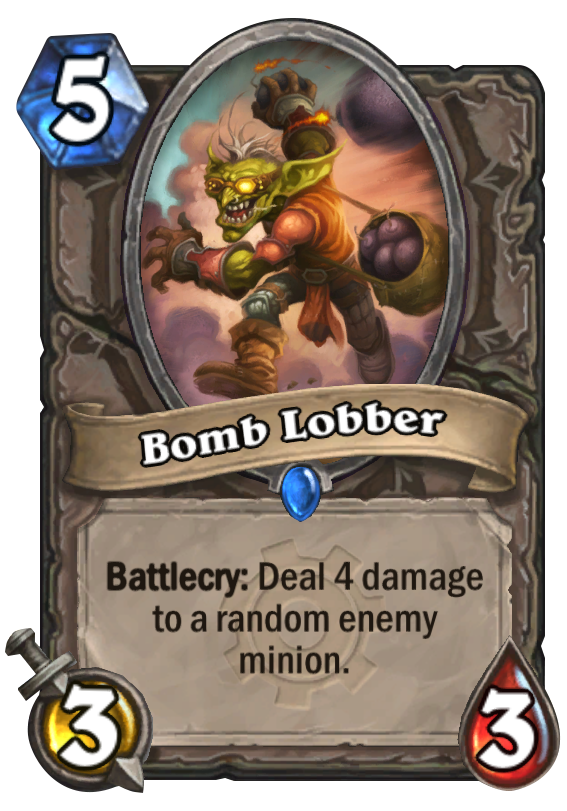 5
Bomb Lobber
Battlecry: Deal 4 damage
to a random enemy
minion.
3
3